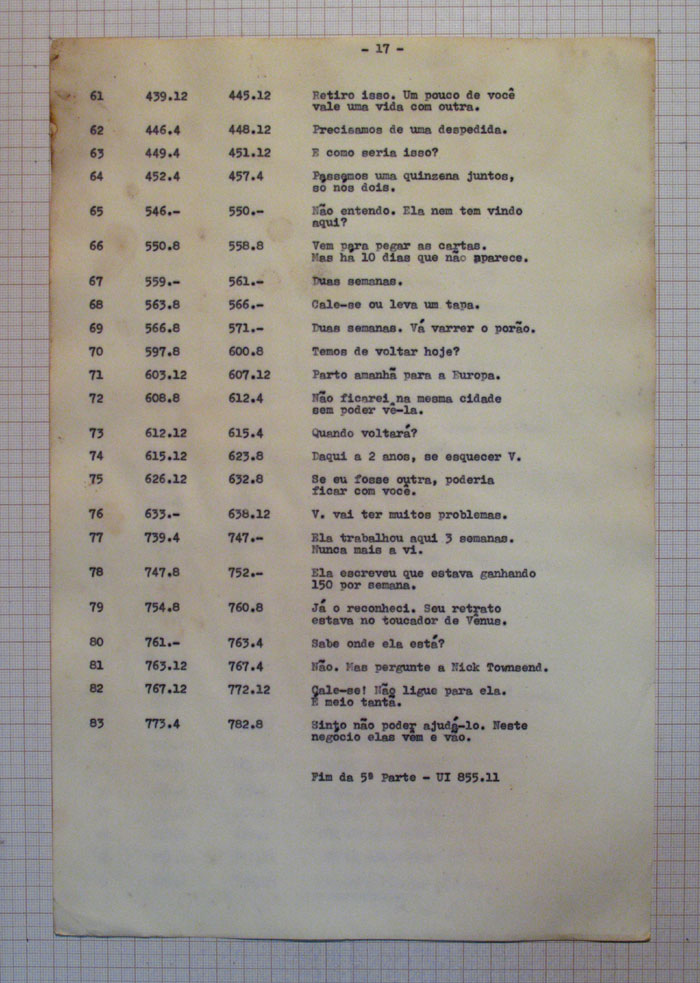 - 17 -
61 439.12 445.12 Retiro isso. Um pouco de você
vale uma vida com outra.
62 446.4 448.12 Precisamos de uma despedida.
63 449.4 451.12 E como seria isso?
64 452.4 457.4 Passemos uma quinzena juntos,
só nós dois.
65 546.- 550.- Não entendo. Ela nem tem vindo
aqui?
66 550.8 558.8 Vem para pegar as cartas.
Mas há 10 dias que não aparece.
67 559.- 561.- Duas semanas.
68 563.8 566.- Cale-se ou leva um tapa.
69 566.8 571.- Duas semanas. Vá varrer o porão.
70 597.8 600.8 Temos de voltar hoje?
71 603.12 607.12 Parto amanhã para a Europa.
72 608.8 612.4 Não ficarei na mesma cidade
sem poder vê-la.
73 612.12 615.4 Quando voltará?
74 615.12 623.8 Daqui a 2 anos, se esquecer V.
75 626.12 632.8 Se eu fosse outra, poderia
ficar com você.
76 633.- 638.12 V. vai ter muitos problemas.
77 739.4 747.- Ela trabalhou aqui 3 semanas.
Nunca mais a vi.
78 747.8 752.- Ela escreveu que estava ganhando
150 por semana.
79 754.8 760.8 Já o reconheci. Seu retrato
estava no toucador de Vênus.
80 761.- 763.4 Sabe onde ela está?
81 763.12 767.4 Não. Mas pergunte a Nick Townsend.
82 767.12 772.12 Cale-se! Não ligue para ela.
É meio tantã.
83 773.4 782.8 Sinto não poder ajudá-lo. Neste
negócio elas vêm e vão.
Fim da 5ª Parte - UI 855.11